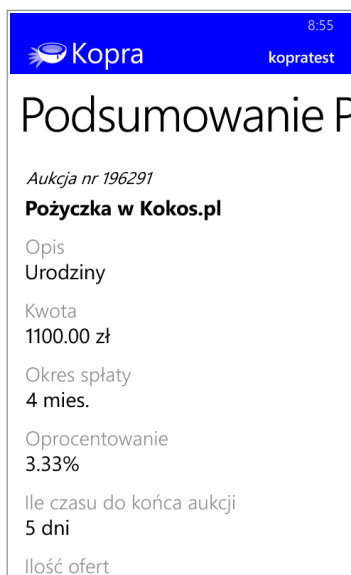 8:55
Kopra
kopratest
Podsumowanie P
Aukcja nr 196291
Pożyczka w Kokos.pl
Opis
Urodziny
Kwota
1100.00 zł
Okres spłaty
4 mies.
Oprocentowanie
3.33%
Ile czasu do końca aukcji
5 dni
Ilość ofert